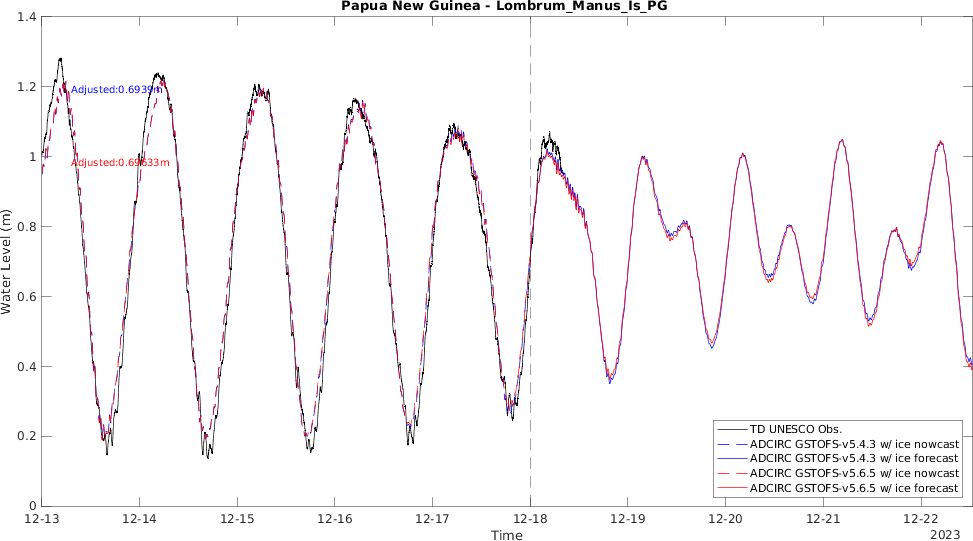 Papua New Guinea - Lombrum_Manus_Is_PG
1.4
1.2
1
0.8
0.6
0.4
0.2
0
Water Level (m)
Adjusted:0.6939m
Adjusted:0.69633m
TD UNESCO Obs.
ADCIRC GSTOFS-v5.4.3 w/ ice nowcast
ADCIRC GSTOFS-v5.4.3 w/ ice forecast
ADCIRC GSTOFS-v5.6.5 w/ ice nowcast
ADCIRC GSTOFS-v5.6.5 w/ ice forecast
12-13 12-14 12-15 12-16 12-17 12-18 12-19 12-20 12-21 12-22
Time
2023